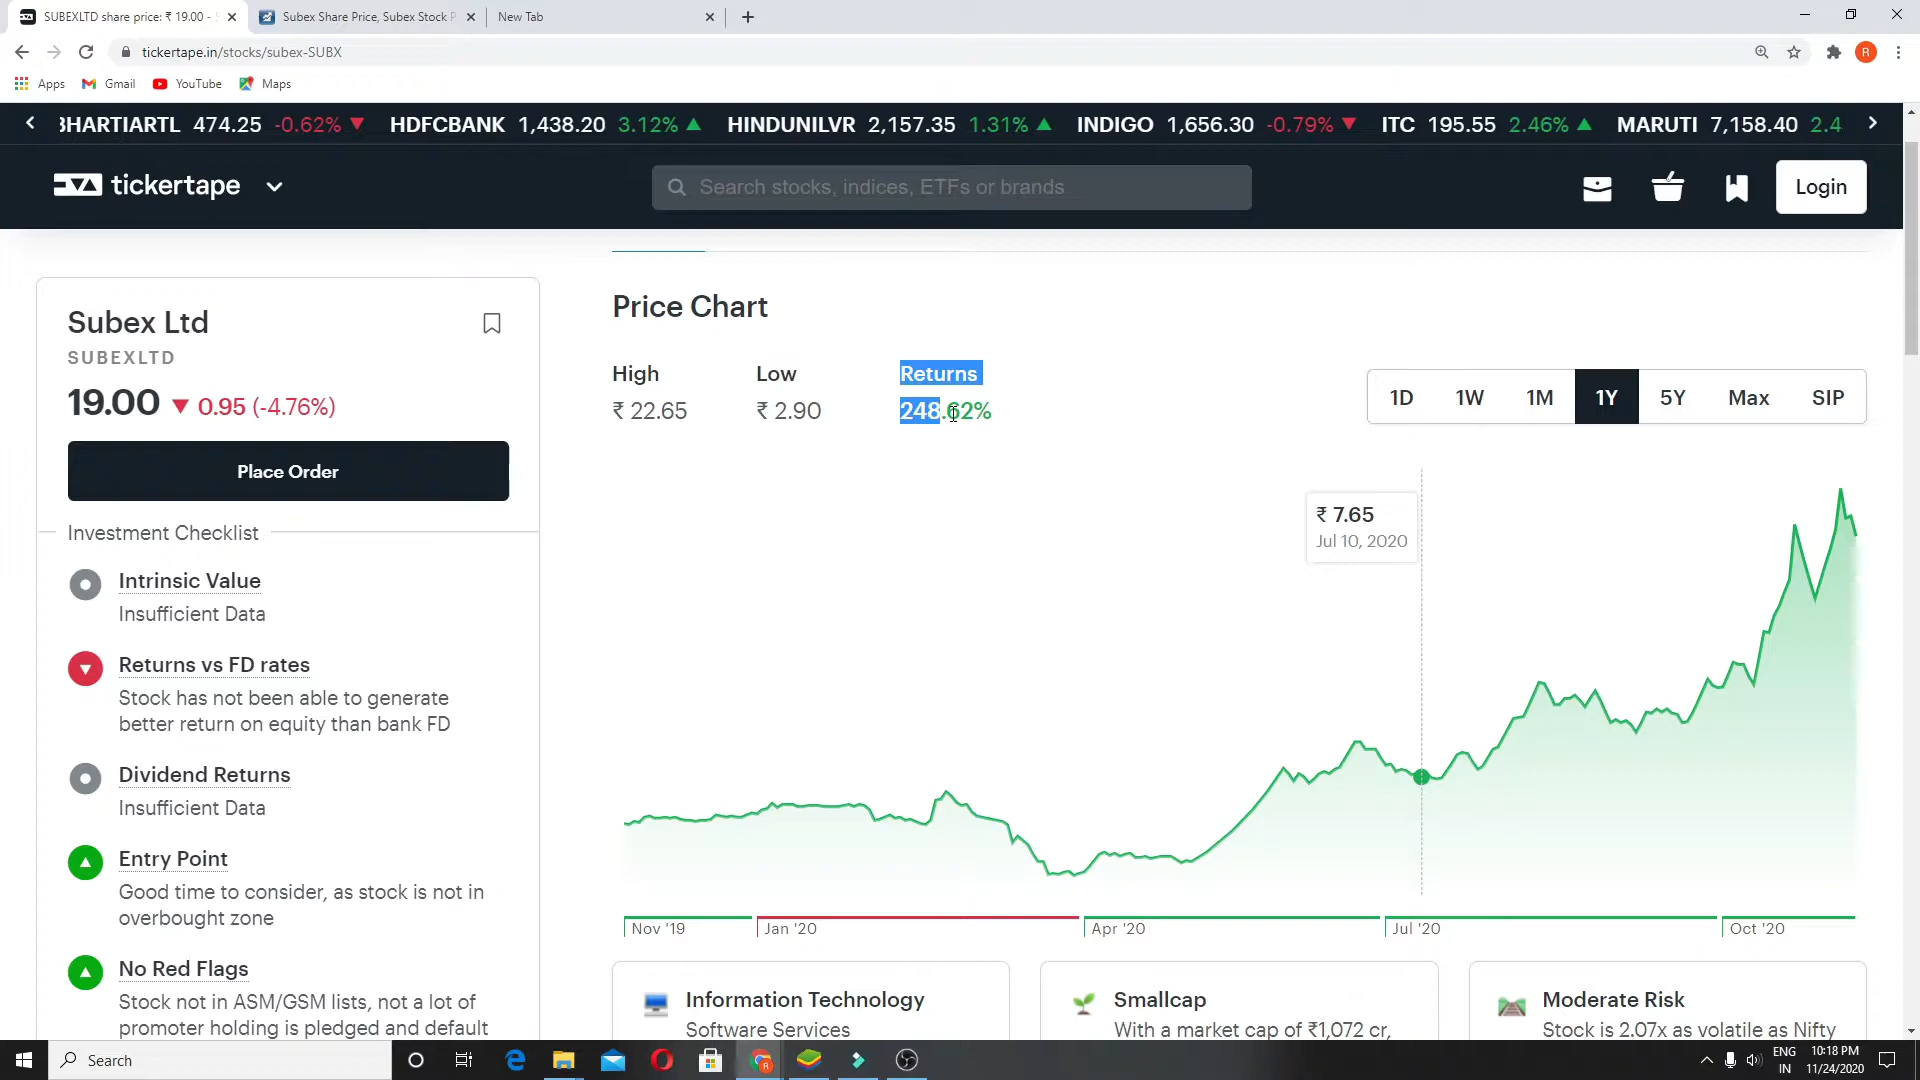 SUBEXLTD share price: ₹ 19.00 -
Subex Share Price, Subex Stock P
New Tab
tickertape.in/stocks/subex-SUBX
R
Apps
Gmail
YouTube
Maps
BHARTIARTL 474.25 -0.62% ▼ HDFCBANK 1,438.20 3.12% ▲ HINDUNILVR 2,157.35 1.31% ▲ INDIGO 1,656.30 -0.79% ▼ ITC 195.55 2.46% ▲ MARUTI 7,158.40 2.4
tickertape
Search stocks, indices, ETFs or brands
Login
Subex Ltd
SUBEXLTD
19.00 ▼ 0.95 (-4.76%)
Place Order
Investment Checklist
Intrinsic Value
Insufficient Data
Returns vs FD rates
Stock has not been able to generate
better return on equity than bank FD
Dividend Returns
Insufficient Data
Entry Point
Good time to consider, as stock is not in
overbought zone
No Red Flags
Stock not in ASM/GSM lists, not a lot of
promoter holding is pledged and default
Price Chart
High Low Returns
₹ 22.65 ₹ 2.90 248.62%
1D 1W 1M 1Y 5Y Max SIP
₹ 7.65
Jul 10, 2020
Nov '19 Jan '20 Apr '20 Jul '20 Oct '20
Information Technology
Software Services
Smallcap
With a market cap of ₹1,072 cr,
Moderate Risk
Stock is 2.07x as volatile as Nifty
Search
ENG
IN
10:18 PM
11/24/2020